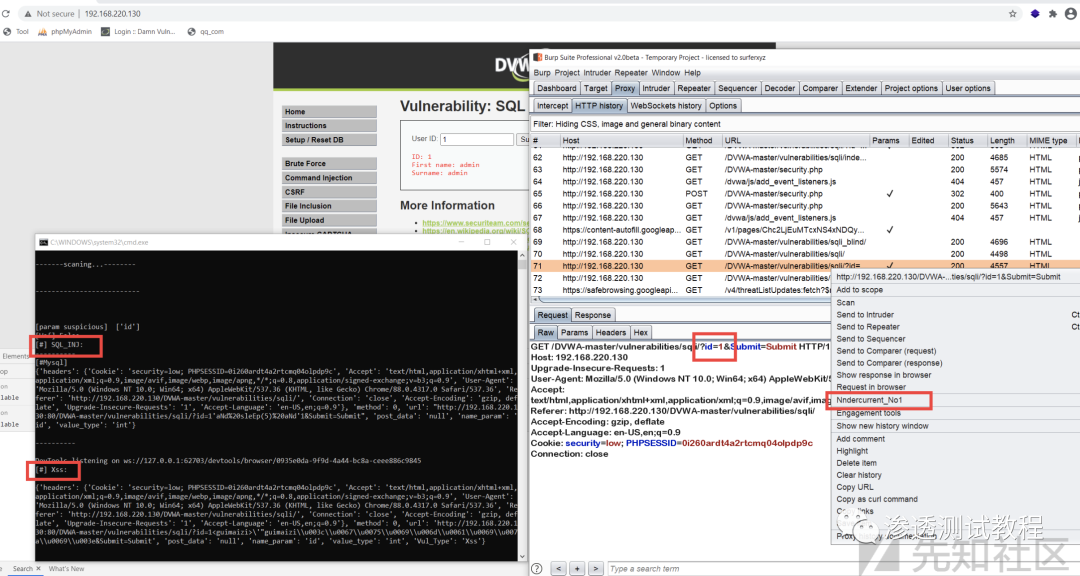 Not secure | 192.168.220.130
Tool phpMyAdmin Login :: Damn Vuln... qq_com
Vulnerability: SQL
Home
Instructions
Setup / Reset DB
Brute Force
Command Injection
CSRF
File Inclusion
File Upload
User ID: 1 Su
ID: 1
First name: admin
Surname: admin
More Information
https://www.securiteam.com/se
Burp Suite Professional v2.0beta - Temporary Project - licensed to surferxyz
Burp Project Intruder Repeater Window Help
Dashboard Target Proxy Intruder Repeater Sequencer Decoder Comparer Extender Project options User options
Intercept HTTP history WebSockets history Options
Filter: Hiding CSS, image and general binary content
# Host Method URL Params Edited Status Length MIME type
62 http://192.168.220.130 GET /DVWA-master/vulnerabilities/sqli/inde... 200 4685 HTML
63 http://192.168.220.130 GET /DVWA-master/security.php 200 5574 HTML
64 http://192.168.220.130 GET /dvwa/js/add_event_listeners.js 404 457 HTML
65 http://192.168.220.130 POST /DVWA-master/security.php ✓ 302 400 HTML
66 http://192.168.220.130 GET /DVWA-master/security.php 200 5643 HTML
67 http://192.168.220.130 GET /dvwa/js/add_event_listeners.js 404 457 HTML
68 https://content-autofill.googleap... GET /v1/pages/Chc2LjEuMTcxNS4xNDQy... ✓
69 http://192.168.220.130 GET /DVWA-master/vulnerabilities/sqli_blind/ 200 4696 HTML
70 http://192.168.220.130 GET /DVWA-master/vulnerabilities/sqli/ 200 4498 HTML
71 http://192.168.220.130 GET /DVWA-master/vulnerabilities/sqli/?id= ✓ 200 4557 HTML
72 http://192.168.220.130 GET /DVWA-master/vulnerabilities/sqli/
73 https://safebrowsing.googleapi... GET /v4/threatListUpdates:fetch?$r
Request Response
Raw Params Headers Hex
GET /DVWA-master/vulnerabilities/sqli/?id=1&Submit=Submit HTTP/1
Host: 192.168.220.130
Upgrade-Insecure-Requests: 1
User-Agent: Mozilla/5.0 (Windows NT 10.0; Win64; x64) AppleWebKit/5
Accept:
text/html,application/xhtml+xml,application/xml;q=0.9,image/avif,imag
Referer: http://192.168.220.130/DVWA-master/vulnerabilities/sqli/
Accept-Encoding: gzip, deflate
Accept-Language: en-US,en;q=0.9
Cookie: security=low; PHPSESSID=0i260ardt4a2rtcmq04olpdp9c
Connection: close
http://192.168.220.130/DVWA-...ties/sqli/?id=1&Submit=Submit
Add to scope
Scan
Send to Intruder Ct
Send to Repeater Ct
Send to Sequencer
Send to Comparer (request)
Send to Comparer (response)
Show response in browser
Request in browser
Nndercurrent_No1
Engagement tools
Show new history window
Add comment
Highlight
Delete item
Clear history
Copy URL
Copy as curl command
Type a search term
C:\WINDOWS\system32\cmd.exe
-------scaning...--------
[param suspicious] ['id']
[#] SQL_INJ:
[#Mysql]
{'headers': {'Cookie': 'security=low; PHPSESSID=0i260ardt4a2rtcmq04olpdp9c', 'Accept': 'text/html,application/xhtml+xml,
application/xml;q=0.9,image/avif,image/webp,image/apng,*/*;q=0.8,application/signed-exchange;v=b3;q=0.9', 'User-Agent':
'Mozilla/5.0 (Windows NT 10.0; Win64; x64) AppleWebKit/537.36 (KHTML, like Gecko) Chrome/88.0.4317.0 Safari/537.36', 'Ref
erer': 'http://192.168.220.130/DVWA-master/vulnerabilities/sqli/', 'Connection': 'close', 'Accept-Encoding': 'gzip, defl
ate', 'Upgrade-Insecure-Requests': '1', 'Accept-Language': 'en-US,en;q=0.9'}, 'method': 0, 'url': "http://192.168.220.1
30:80/DVWA-master/vulnerabilities/sqli/?id=1'aNd%20sleEp(5)%20aNd'1&Submit=Submit", 'post_data': 'null', 'name_param': '
id', 'value_type': 'int'}
----------
DevTools listening on ws://127.0.0.1:62703/devtools/browser/0935e0da-9f9d-4a44-bc8a-ceee886c9845
[#] Xss:
{'headers': {'Cookie': 'security=low; PHPSESSID=0i260ardt4a2rtcmq04olpdp9c', 'Accept': 'text/html,application/xhtml+xml,
application/xml;q=0.9,image/avif,image/webp,image/apng,*/*;q=0.8,application/signed-exchange;v=b3;q=0.9', 'User-Agent':
'Mozilla/5.0 (Windows NT 10.0; Win64; x64) AppleWebKit/537.36 (KHTML, like Gecko) Chrome/88.0.4317.0 Safari/537.36', 'R
eferer': 'http://192.168.220.130/DVWA-master/vulnerabilities/sqli/', 'Connection': 'close', 'Accept-Encoding': 'gzip, def
late', 'Upgrade-Insecure-Requests': '1', 'Accept-Language': 'en-US,en;q=0.9'}, 'method': 0, 'url': 'http://192.168.220.1
a\\u0069\\u003e&Submit=Submit', 'post_data': 'null', 'name_param': 'id', 'value_type': 'int', 'Vul_Type': 'Xss'}
Elements
Search × What's New
渗透测试教程
先知社区